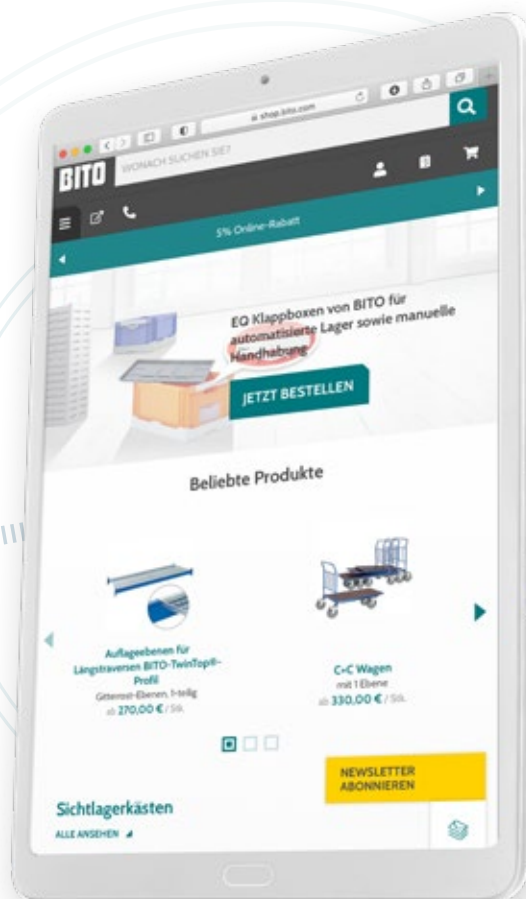 shop.bito.com
BITO
WONACH SUCHEN SIE?
5% Online-Rabatt
EQ Klappboxen von BITO für
automatisierte Lager sowie manuelle
Handhabung
JETZT BESTELLEN
Beliebte Produkte
Auflageebenen für
Längstraversen BITO-TwinTop®-
Profil
Gitterrost-Ebenen, 1-teilig
ab 270,00 € / Stk.
C+C Wagen
mit 1 Ebene
ab 330,00 € / Stk.
NEWSLETTER
ABONNIEREN
Sichtlagerkästen
ALLE ANSEHEN